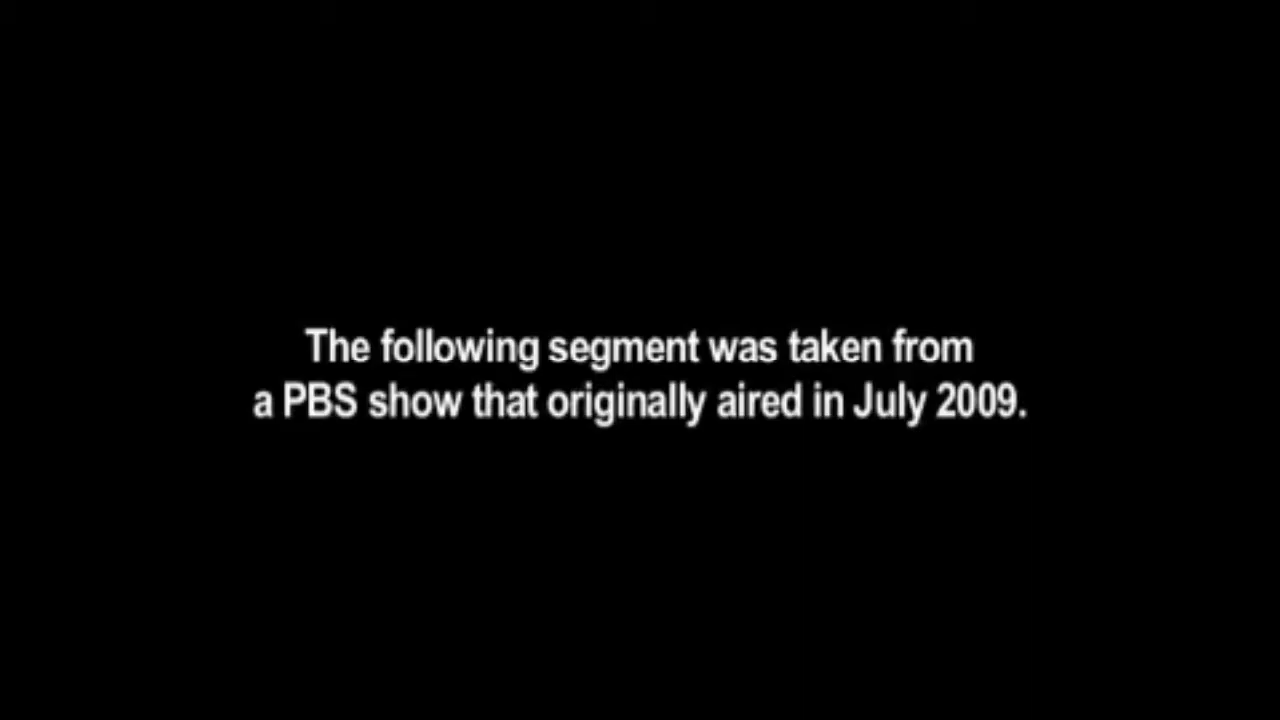 The following segment was taken from
a PBS show that originally aired in July 2009.